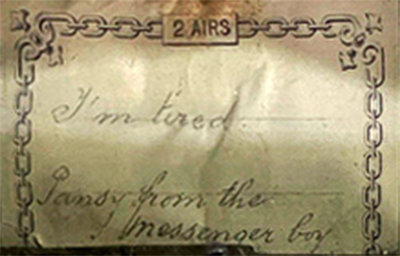 2 AIRS
I'm tired
Pansy from the
Messenger boy